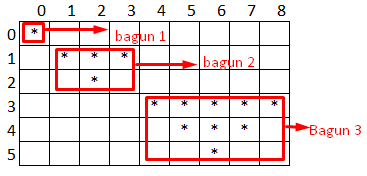 0 1 2 3 4 5 6 7 8
0 * bagun 1
1 * * * bagun 2
2 *
3 * * * * *
4 * * * Bagun 3
5 *